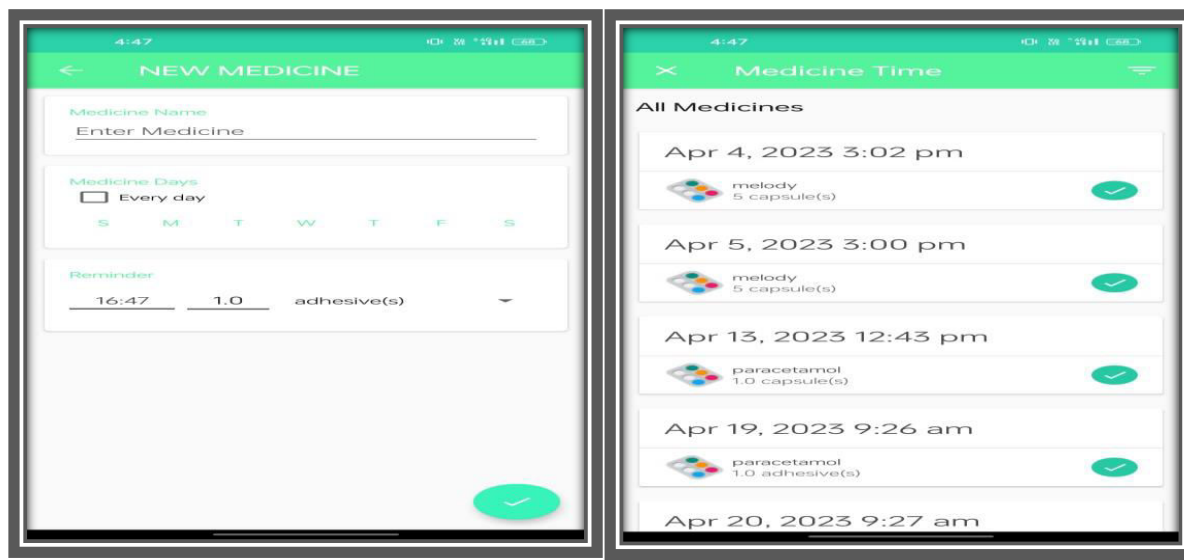 4:47
NEW MEDICINE
Medicine Name
Enter Medicine
Medicine Days
Every day
S M T W T F S
Reminder
16:47 1.0 adhesive(s)
4:47
Medicine Time
All Medicines
Apr 4, 2023 3:02 pm
melody
5 capsule(s)
Apr 5, 2023 3:00 pm
melody
5 capsule(s)
Apr 13, 2023 12:43 pm
paracetamol
1.0 capsule(s)
Apr 19, 2023 9:26 am
paracetamol
1.0 adhesive(s)
Apr 20, 2023 9:27 am